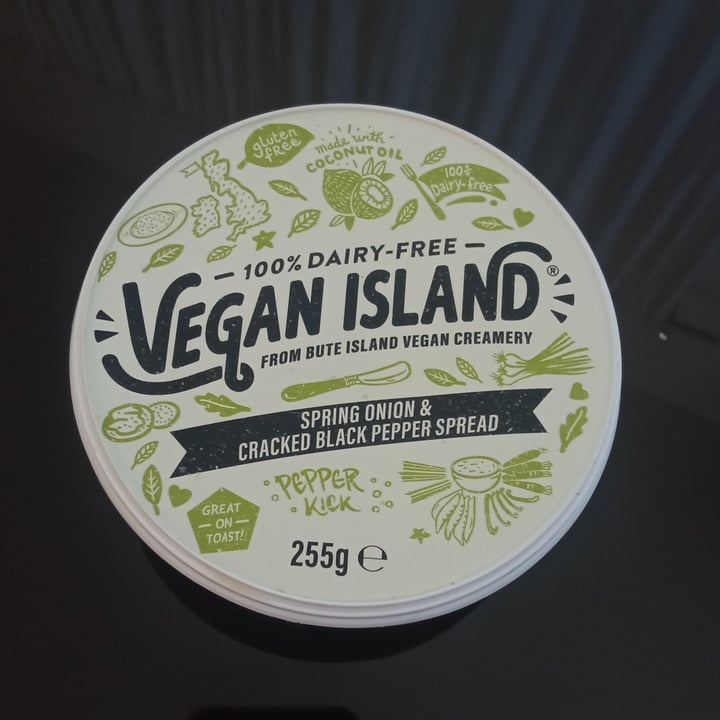 gluten
free
made with
COCONUT OIL
100%
Dairy-free
100% DAIRY-FREE
VEGAN ISLAND®
FROM BUTE ISLAND VEGAN CREAMERY
SPRING ONION &
CRACKED BLACK PEPPER SPREAD
PEPPER
KICK
GREAT
ON
TOAST!
255g ℮